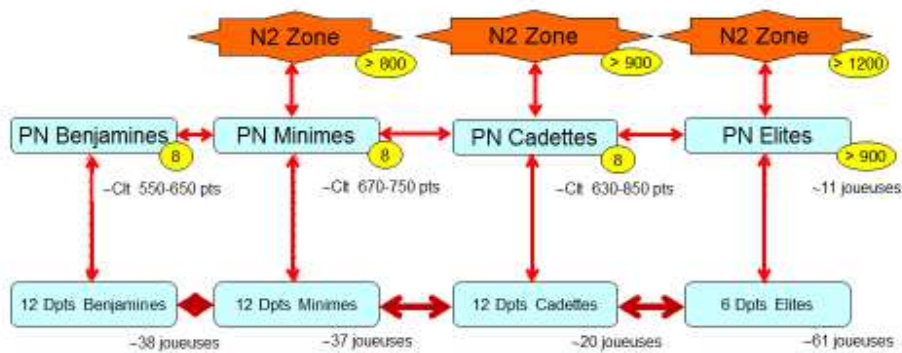 N2 Zone
N2 Zone
N2 Zone
> 800
> 900
> 1200
PN Benjamines
PN Minimes
PN Cadettes
PN Elites
8
8
8
> 900
~Clt 550-650 pts
~Clt 670-750 pts
~Clt 630-850 pts
~11 joueuses
12 Dpts Benjamines
12 Dpts Minimes
12 Dpts Cadettes
6 Dpts Elites
~38 joueuses
~37 joueuses
~20 joueuses
~61 joueuses